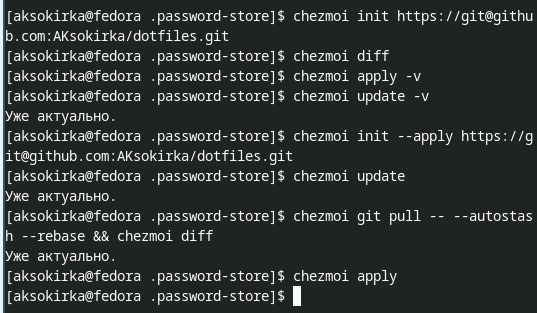 [aksokirka@fedora .password-store]$ chezmoi init https://git@githu
b.com:AKsokirka/dotfiles.git
[aksokirka@fedora .password-store]$ chezmoi diff
[aksokirka@fedora .password-store]$ chezmoi apply -v
[aksokirka@fedora .password-store]$ chezmoi update -v
Уже актуально.
[aksokirka@fedora .password-store]$ chezmoi init --apply https://g
it@github.com:AKsokirka/dotfiles.git
[aksokirka@fedora .password-store]$ chezmoi update
Уже актуально.
[aksokirka@fedora .password-store]$ chezmoi git pull -- --autostas
h --rebase && chezmoi diff
Уже актуально.
[aksokirka@fedora .password-store]$ chezmoi apply
[aksokirka@fedora .password-store]$